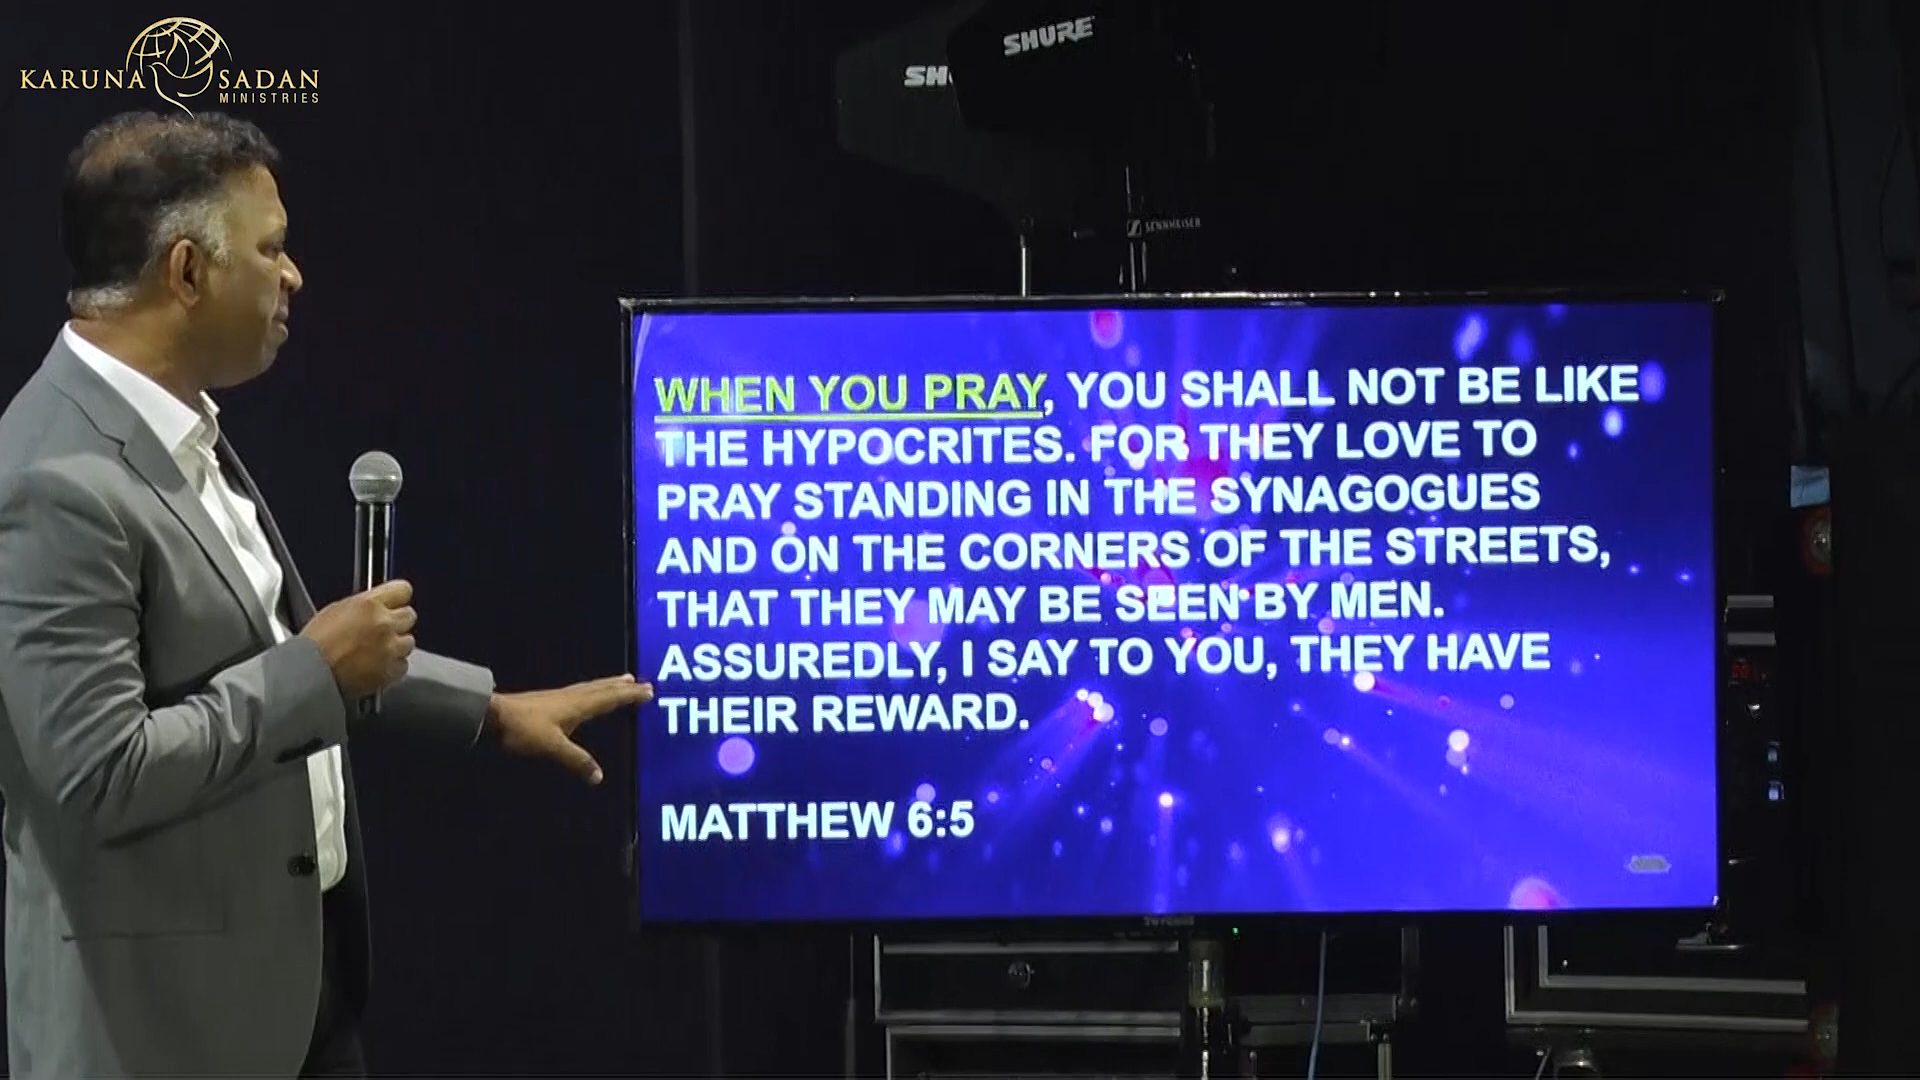 KARUNA SADAN
MINISTRIES
SHURE
SH
SENNHEISER
WHEN YOU PRAY, YOU SHALL NOT BE LIKE
THE HYPOCRITES. FOR THEY LOVE TO
PRAY STANDING IN THE SYNAGOGUES
AND ON THE CORNERS OF THE STREETS,
THAT THEY MAY BE SEEN BY MEN.
ASSUREDLY, I SAY TO YOU, THEY HAVE
THEIR REWARD.
MATTHEW 6:5